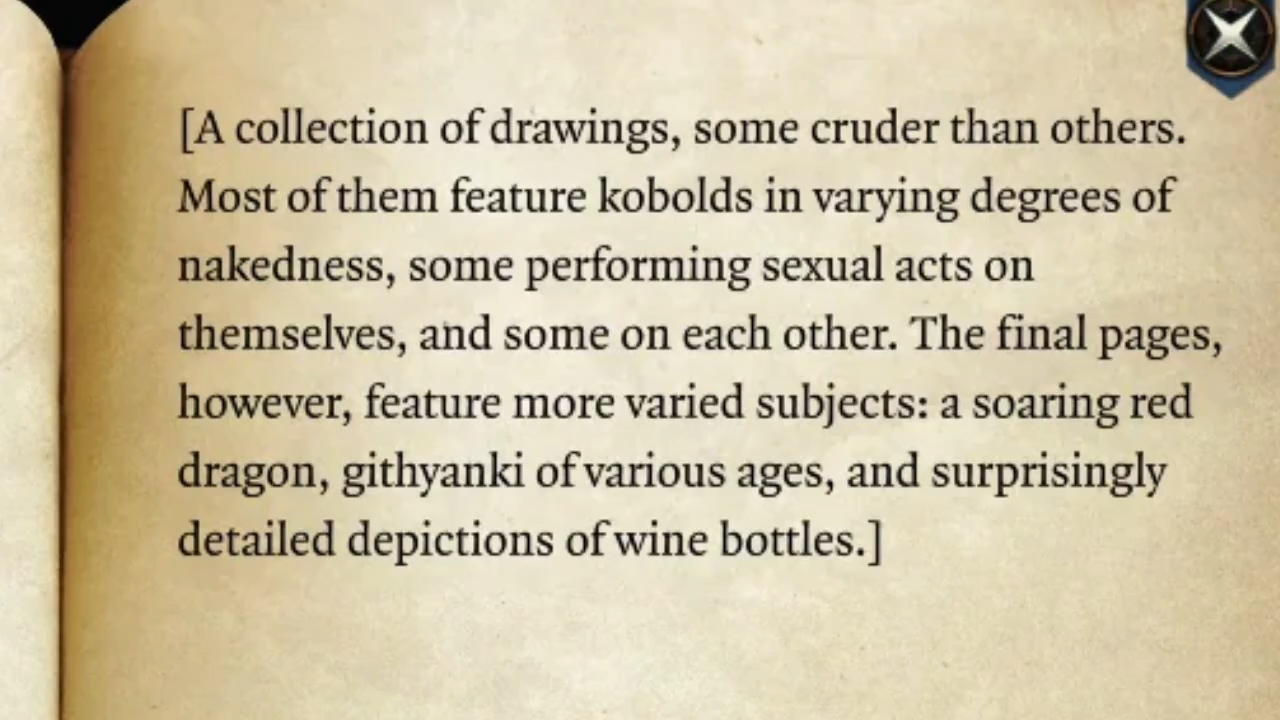 [A collection of drawings, some cruder than others.
Most of them feature kobolds in varying degrees of
nakedness, some performing sexual acts on
themselves, and some on each other. The final pages,
however, feature more varied subjects: a soaring red
dragon, githyanki of various ages, and surprisingly
detailed depictions of wine bottles.]